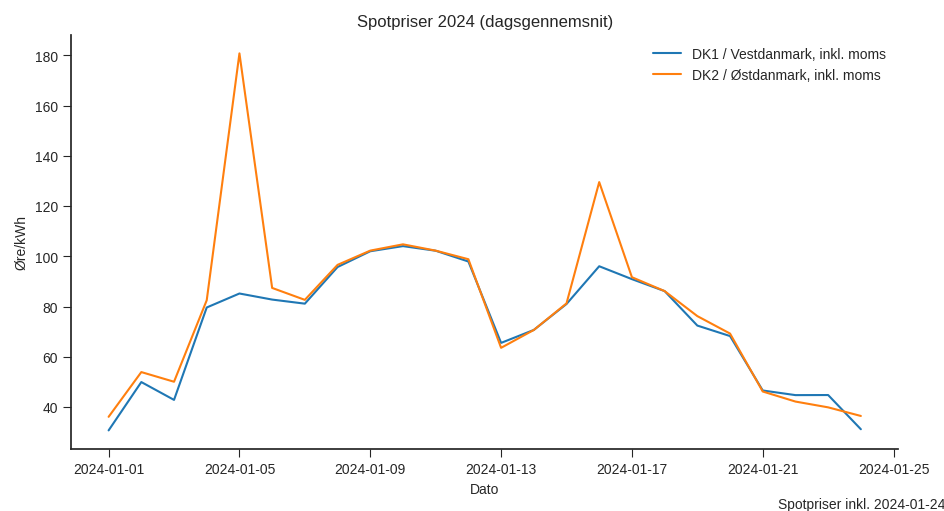 Spotpriser 2024 (dagsgennemsnit)
DK1 / Vestdanmark, inkl. moms
DK2 / Østdanmark, inkl. moms
Øre/kWh
180
160
140
120
100
80
60
40
2024-01-01 2024-01-05 2024-01-09 2024-01-13 2024-01-17 2024-01-21 2024-01-25
Dato
Spotpriser inkl. 2024-01-24